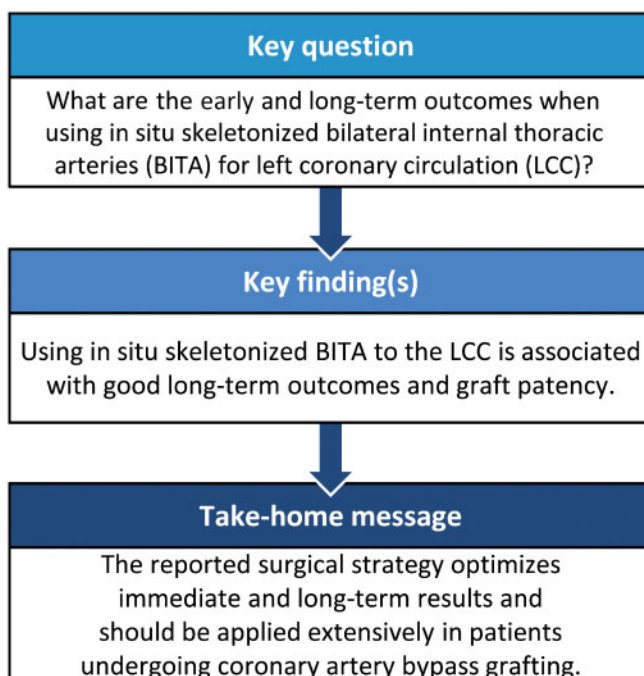 Key question
What are the early and long-term outcomes when
using in situ skeletonized bilateral internal thoracic
arteries (BITA) for left coronary circulation (LCC)?
Key finding(s)
Using in situ skeletonized BITA to the LCC is associated
with good long-term outcomes and graft patency.
Take-home message
The reported surgical strategy optimizes
immediate and long-term results and
should be applied extensively in patients
undergoing coronary artery bypass grafting.